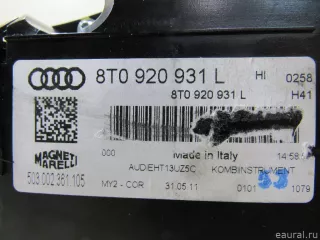 8T0 920 931 L HI 0258
8T0 920 931 L H41
MAGNETI
MARELLI
000 Made in Italy 14:58
503.002.361.105
AUDIEHT13UZ5C KOMBIINSTRUMENT
MY2 - COR 31.05.11 0101 1079
eaural.ru